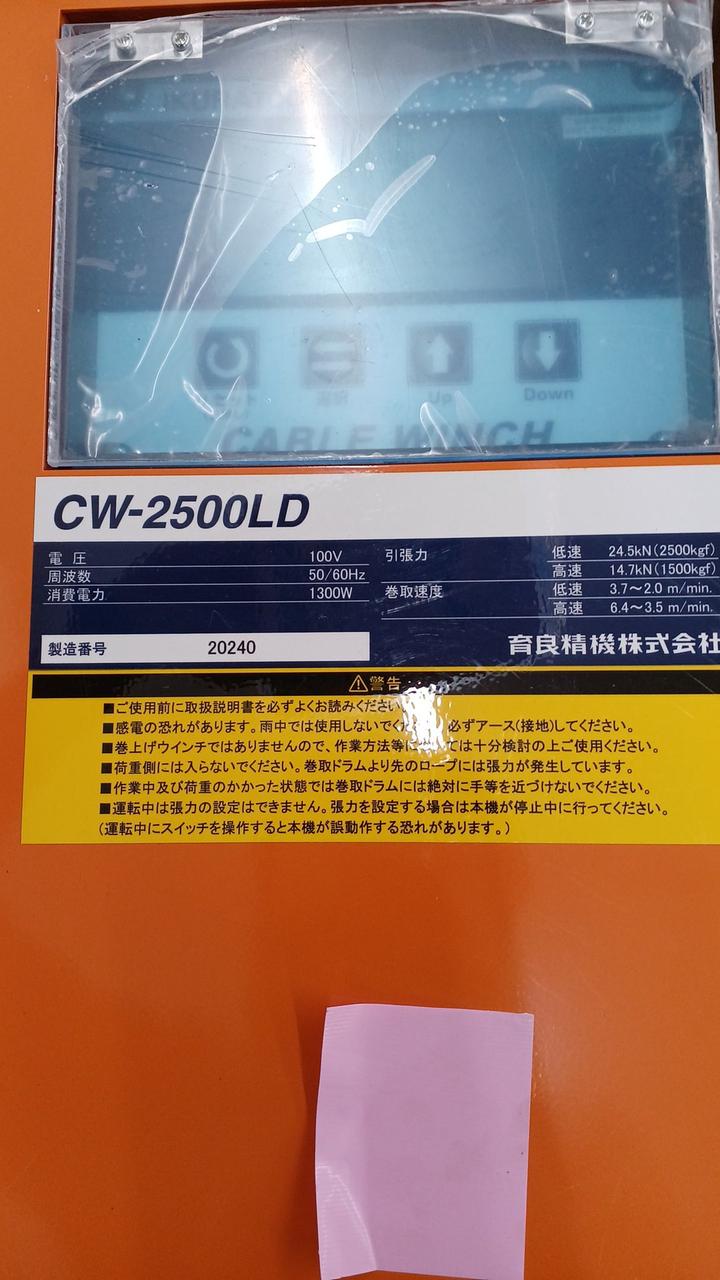 Up
Down
CABLE WINCH
CW-2500LD
電圧 100V 引張力 低速 24.5kN(2500kgf)
周波数 50/60Hz 高速 14.7kN(1500kgf)
消費電力 1300W 巻取速度 低速 3.7〜2.0 m/min.
高速 6.4〜3.5 m/min.
製造番号 20240 育良精機株式会社
⚠警告
■ご使用前に取扱説明書を必ずよくお読みください
■感電の恐れがあります。雨中では使用しないでく 必ずアース(接地)してください。
■巻上げウインチではありませんので、作業方法等に ては十分検討の上ご使用ください。
■荷重側には入らないでください。巻取ドラムより先のロープには張力が発生しています。
■作業中及び荷重のかかった状態では巻取ドラムには絶対に手等を近づけないでください。
■運転中は張力の設定はできません。張力を設定する場合は本機が停止中に行ってください。
(運転中にスイッチを操作すると本機が誤動作する恐れがあります。)